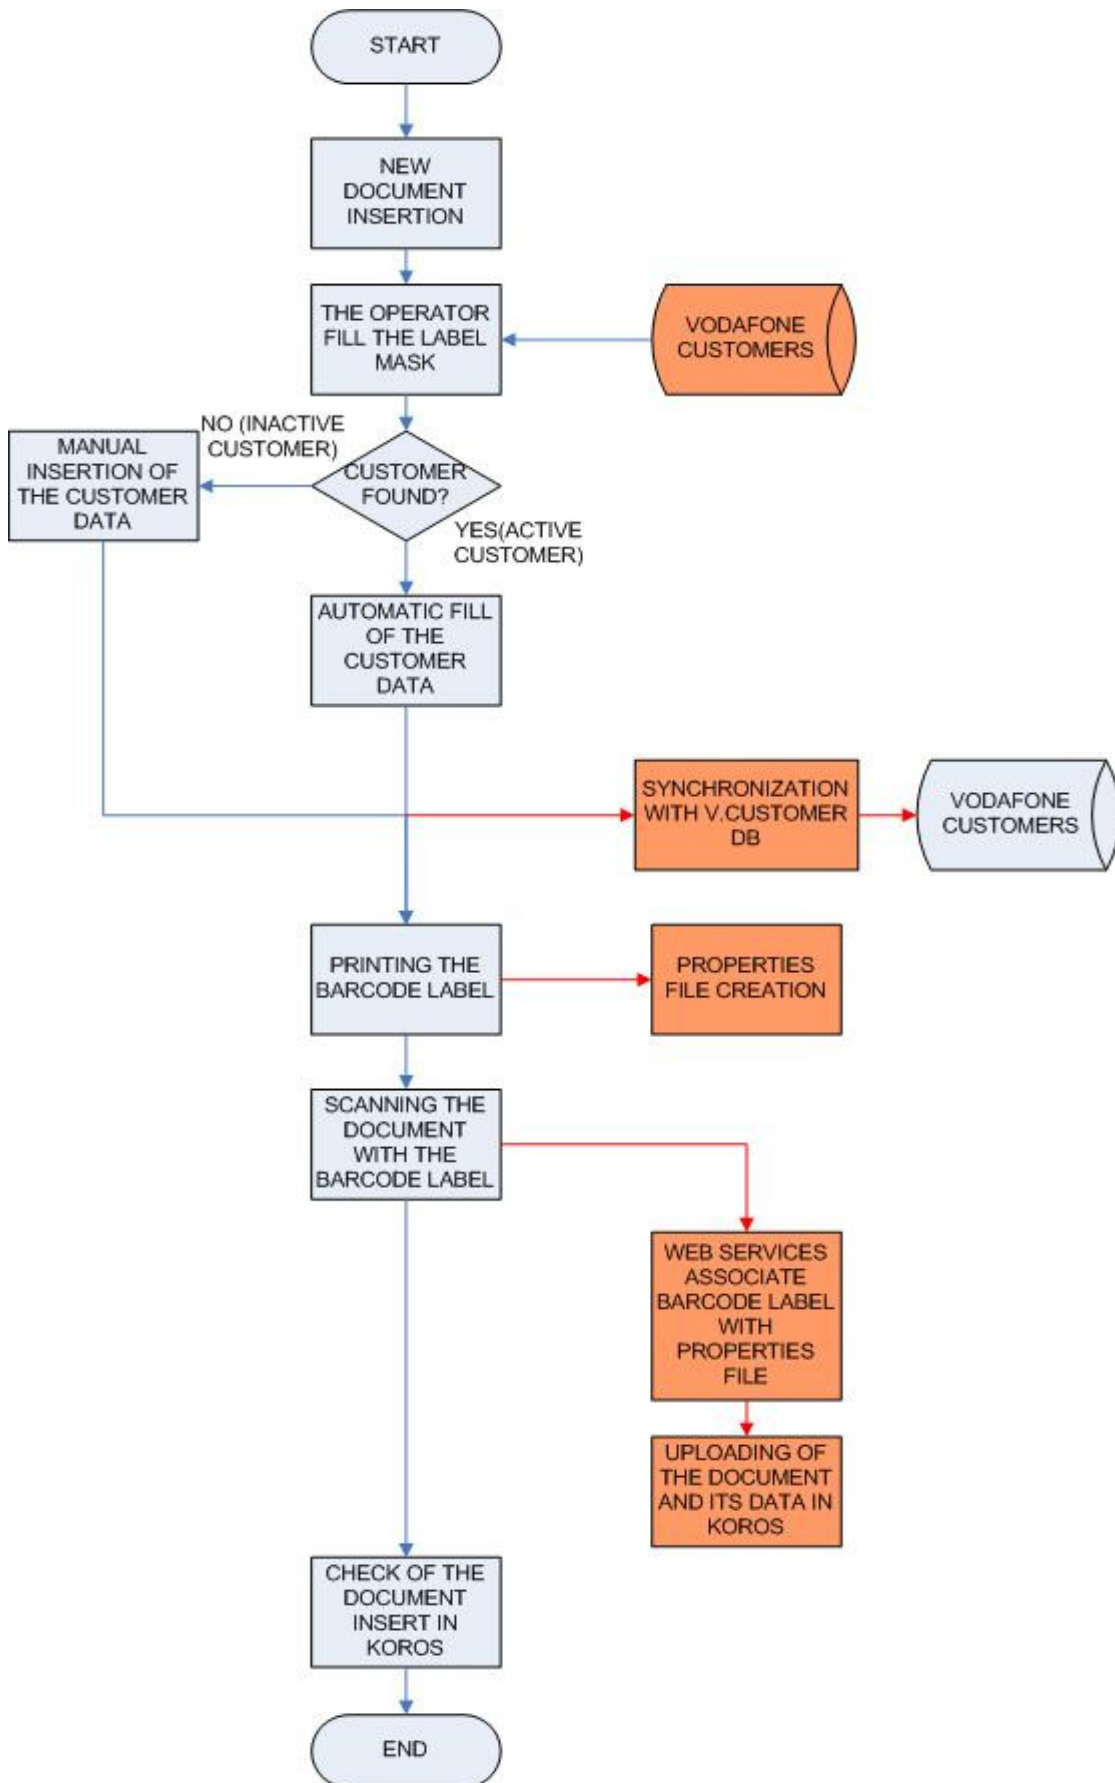 START
NEW
DOCUMENT
INSERTION
THE OPERATOR
FILL THE LABEL
MASK
VODAFONE
CUSTOMERS
NO (INACTIVE
CUSTOMER)
MANUAL
INSERTION OF
THE CUSTOMER
DATA
CUSTOMER
FOUND?
YES(ACTIVE
CUSTOMER)
AUTOMATIC FILL
OF THE
CUSTOMER
DATA
SYNCHRONIZATION
WITH V.CUSTOMER
DB
VODAFONE
CUSTOMERS
PRINTING THE
BARCODE LABEL
PROPERTIES
FILE CREATION
SCANNING THE
DOCUMENT
WITH THE
BARCODE LABEL
WEB SERVICES
ASSOCIATE
BARCODE LABEL
WITH
PROPERTIES
FILE
UPLOADING OF
THE DOCUMENT
AND ITS DATA IN
KOROS
CHECK OF THE
DOCUMENT
INSERT IN
KOROS
END